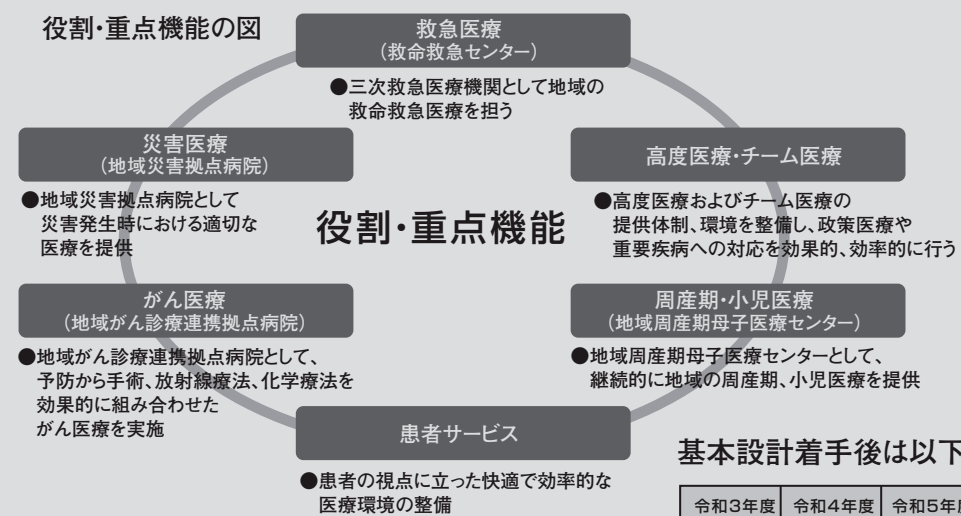 役割・重点機能の図
救急医療
(救命救急センター)
●三次救急医療機関として地域の
救命救急医療を担う
災害医療
(地域災害拠点病院)
●地域災害拠点病院として
災害発生時における適切な
医療を提供
高度医療・チーム医療
●高度医療およびチーム医療の
提供体制、環境を整備し、政策医療や
重要疾病への対応を効果的、効率的に行う
役割・重点機能
がん医療
(地域がん診療連携拠点病院)
●地域がん診療連携拠点病院として、
予防から手術、放射線療法、化学療法を
効果的に組み合わせた
がん医療を実施
周産期・小児医療
(地域周産期母子医療センター)
●地域周産期母子医療センターとして、
継続的に地域の周産期、小児医療を提供
患者サービス
●患者の視点に立った快適で効率的な
医療環境の整備
基本設計着手後は以下
令和3年度 令和4年度 令和5年度